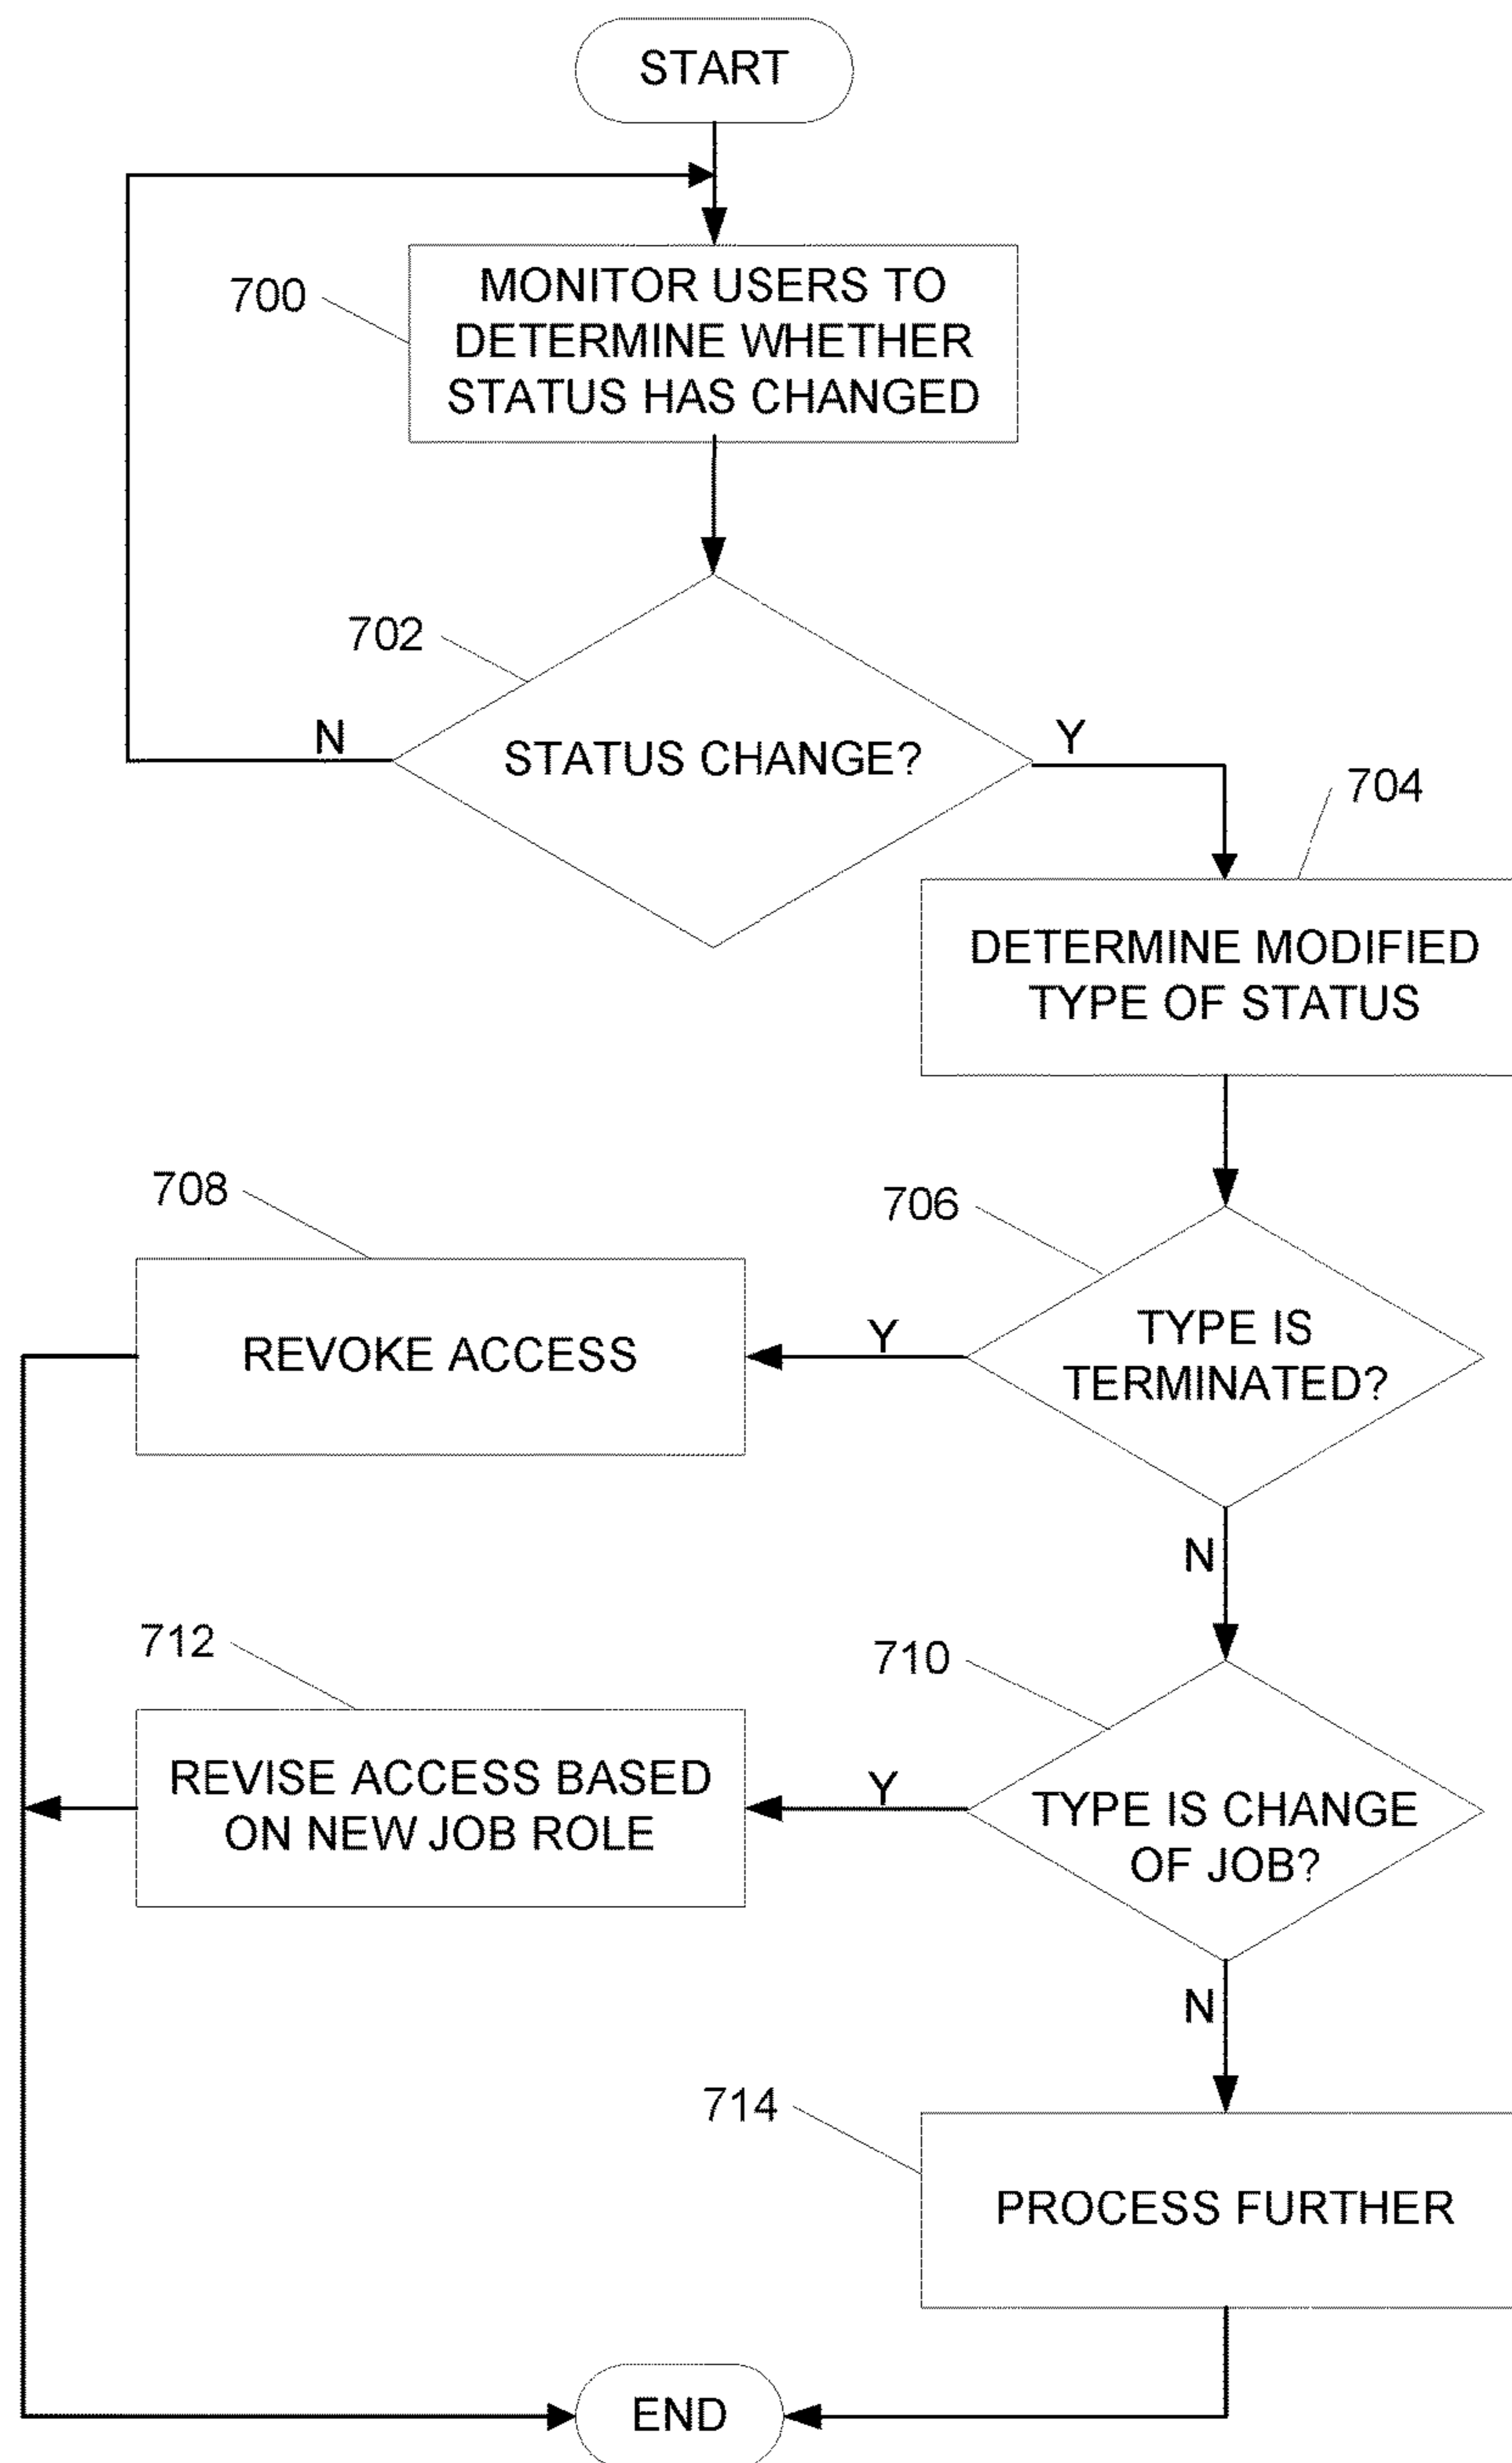 START
700
MONITOR USERS TO
DETERMINE WHETHER
STATUS HAS CHANGED
702
STATUS CHANGE?
N
Y
704
DETERMINE MODIFIED
TYPE OF STATUS
706
TYPE IS
TERMINATED?
Y
708
REVOKE ACCESS
N
710
TYPE IS CHANGE
OF JOB?
Y
712
REVISE ACCESS BASED
ON NEW JOB ROLE
N
714
PROCESS FURTHER
END